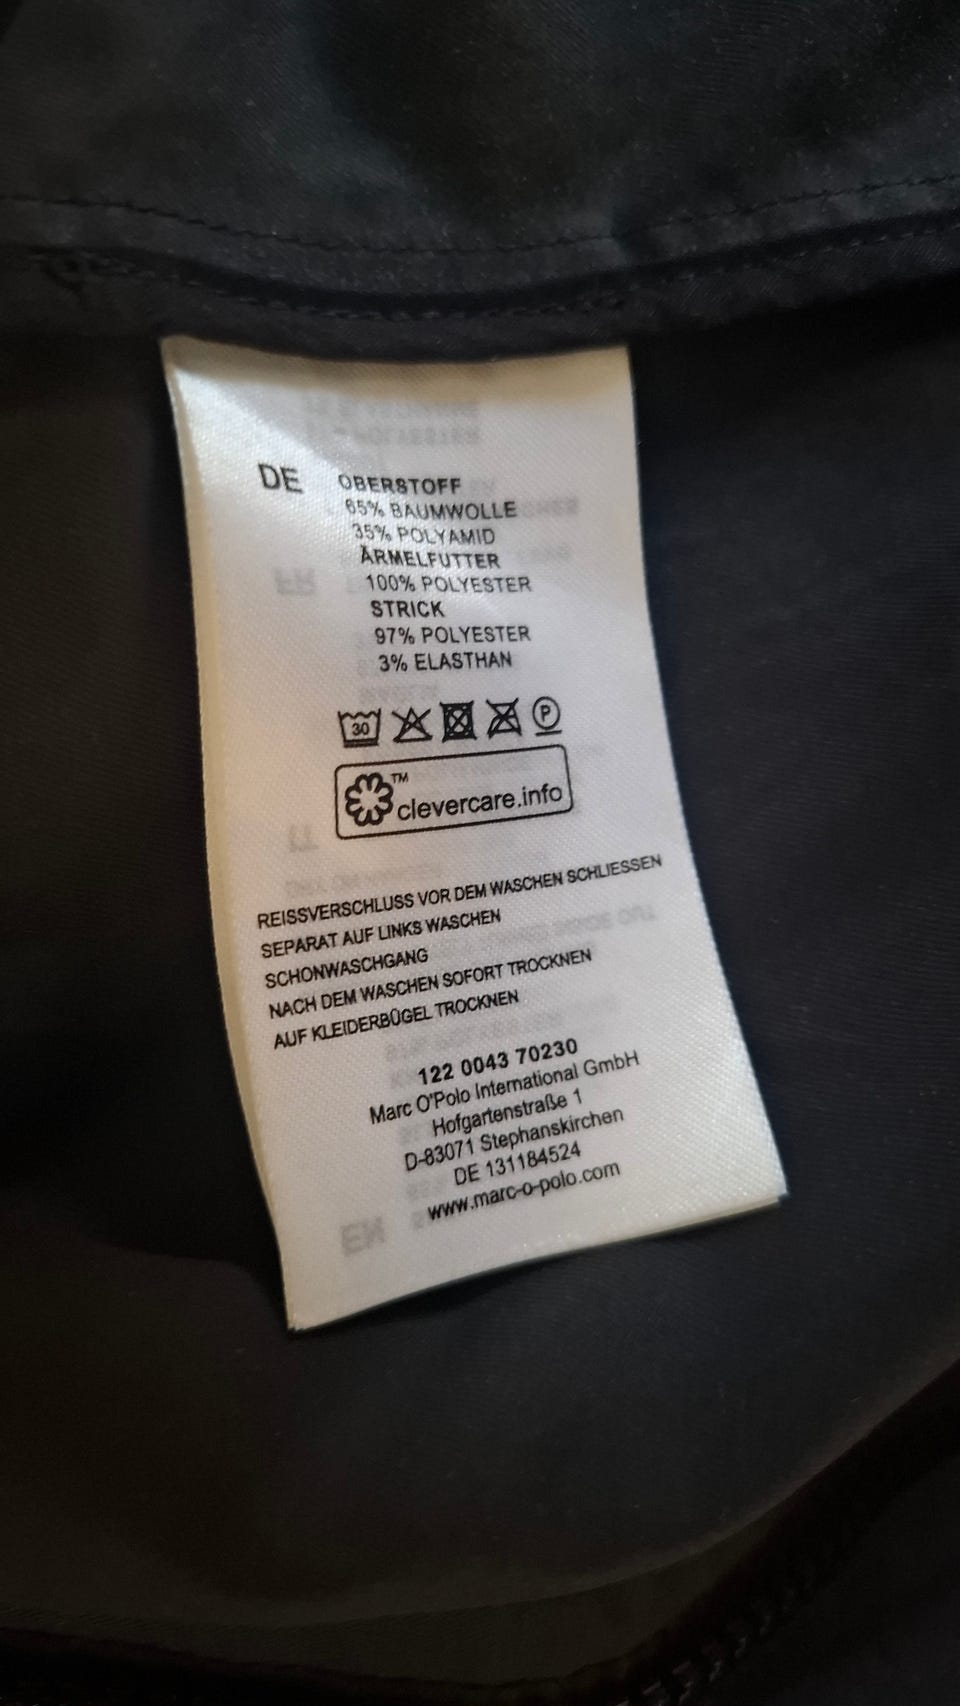 DE OBERSTOFF
65% BAUMWOLLE
35% POLYAMID
ÄRMELFUTTER
100% POLYESTER
STRICK
97% POLYESTER
3% ELASTHAN
30 P
™
clevercare.info
REISSVERSCHLUSS VOR DEM WASCHEN SCHLIESSEN
SEPARAT AUF LINKS WASCHEN
SCHONWASCHGANG
NACH DEM WASCHEN SOFORT TROCKNEN
AUF KLEIDERBÜGEL TROCKNEN
122 0043 70230
Marc O'Polo International GmbH
Hofgartenstraße 1
D-83071 Stephanskirchen
DE 131184524
www.marc-o-polo.com